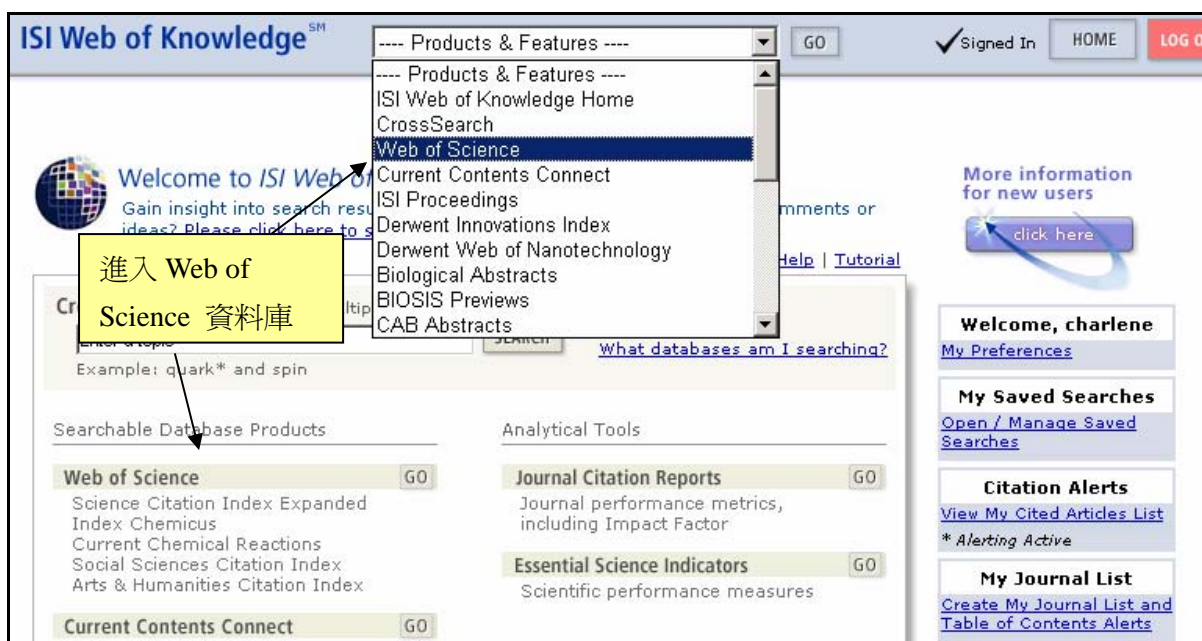 ISI Web of Knowledge℠
---- Products & Features ----
GO
Signed In
HOME
LOG O
---- Products & Features ----
ISI Web of Knowledge Home
CrossSearch
Web of Science
Current Contents Connect
ISI Proceedings
Derwent Innovations Index
Derwent Web of Nanotechnology
Biological Abstracts
BIOSIS Previews
CAB Abstracts
Welcome to ISI Web of
Gain insight into search resu
mments or
ideas? Please click here to s
Help | Tutorial
進入 Web of
Science 資料庫
More information
for new users
click here
Cr
ltip
Enter a topic
SEARCH
What databases am I searching?
Example: quark* and spin
Searchable Database Products
Web of Science
GO
Science Citation Index Expanded
Index Chemicus
Current Chemical Reactions
Social Sciences Citation Index
Arts & Humanities Citation Index
Current Contents Connect
GO
Analytical Tools
Journal Citation Reports
GO
Journal performance metrics,
including Impact Factor
Essential Science Indicators
GO
Scientific performance measures
Welcome, charlene
My Preferences
My Saved Searches
Open / Manage Saved
Searches
Citation Alerts
View My Cited Articles List
* Alerting Active
My Journal List
Create My Journal List and
Table of Contents Alerts